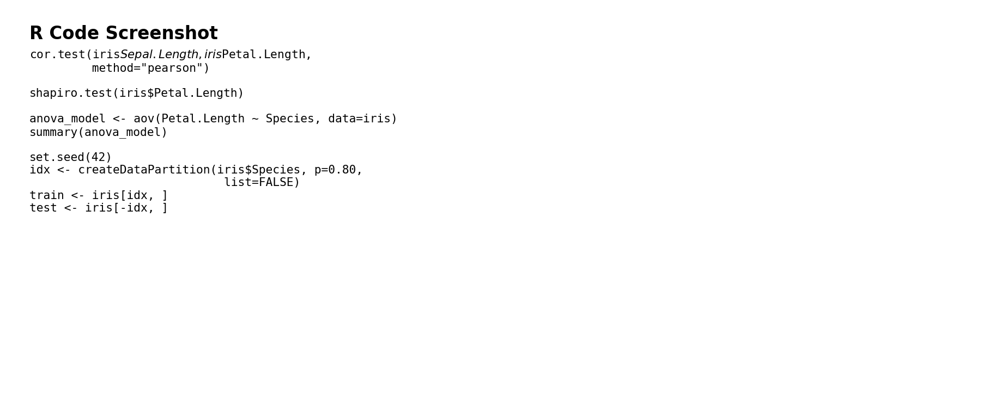 R Code Screenshot
cor.test(irisSepal.Length,irisPetal.Length,
         method="pearson")
shapiro.test(iris$Petal.Length)
anova_model <- aov(Petal.Length ~ Species, data=iris)
summary(anova_model)
set.seed(42)
idx <- createDataPartition(iris$Species, p=0.80,
                            list=FALSE)
train <- iris[idx, ]
test <- iris[-idx, ]